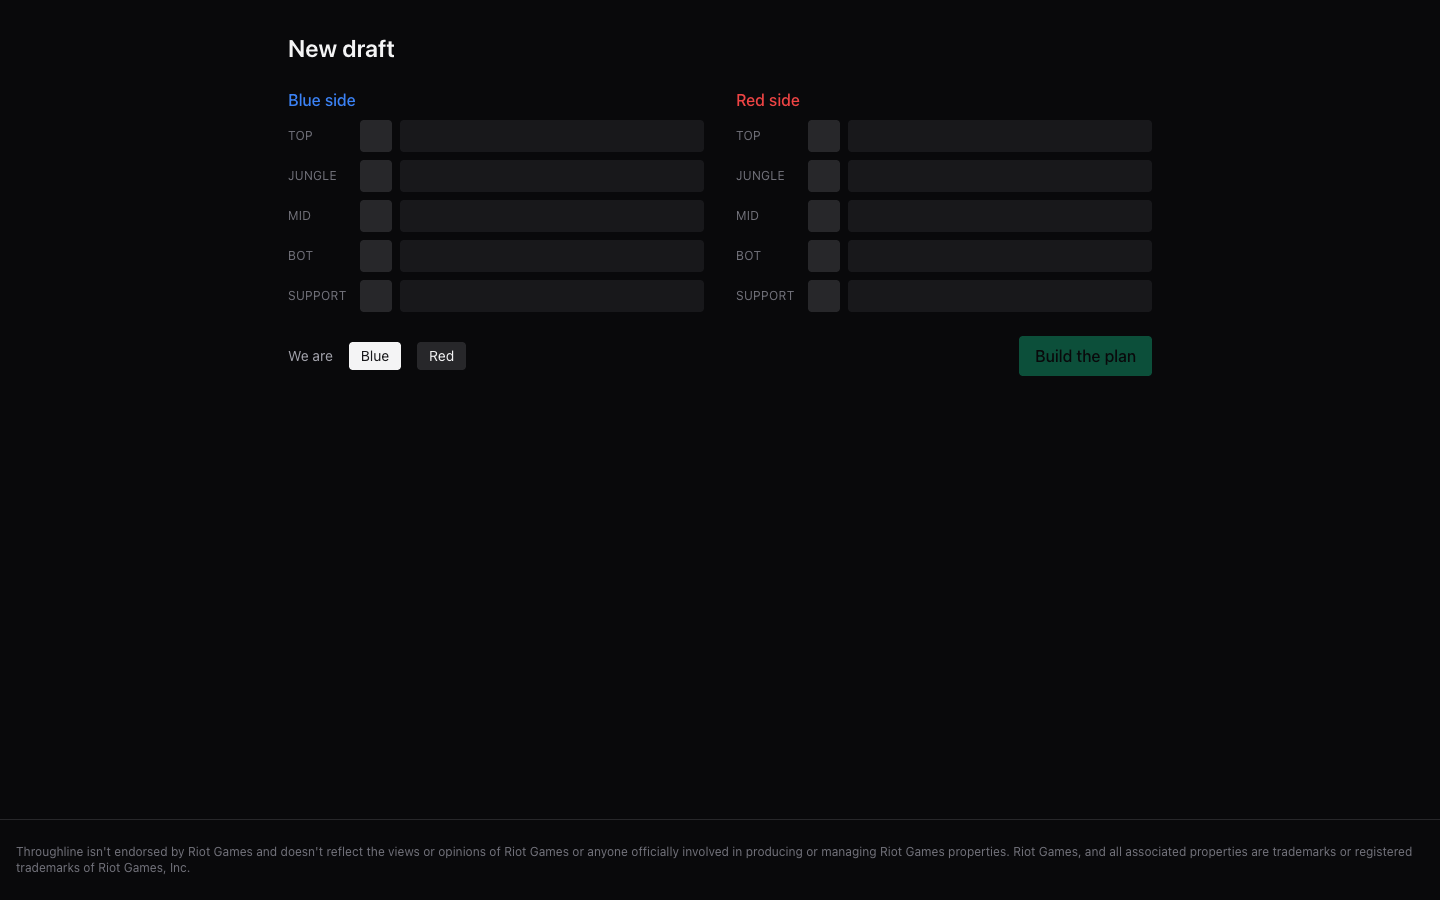 New draft
Blue side
TOP
JUNGLE
MID
BOT
SUPPORT
Red side
TOP
JUNGLE
MID
BOT
SUPPORT
We are
Blue
Red
Build the plan
Throughline isn't endorsed by Riot Games and doesn't reflect the views or opinions of Riot Games or anyone officially involved in producing or managing Riot Games properties. Riot Games, and all associated properties are trademarks or registered
trademarks of Riot Games, Inc.